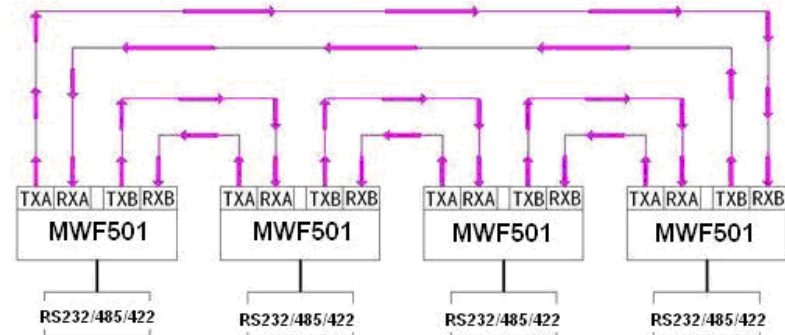 TXA RXA TXB RXB TXA RXA TXB RXB TXA RXA TXB RXB TXA RXA TXB RXB
MWF501 MWF501 MWF501 MWF501
RS232/485/422 RS232/485/422 RS232/485/422 RS232/485/422